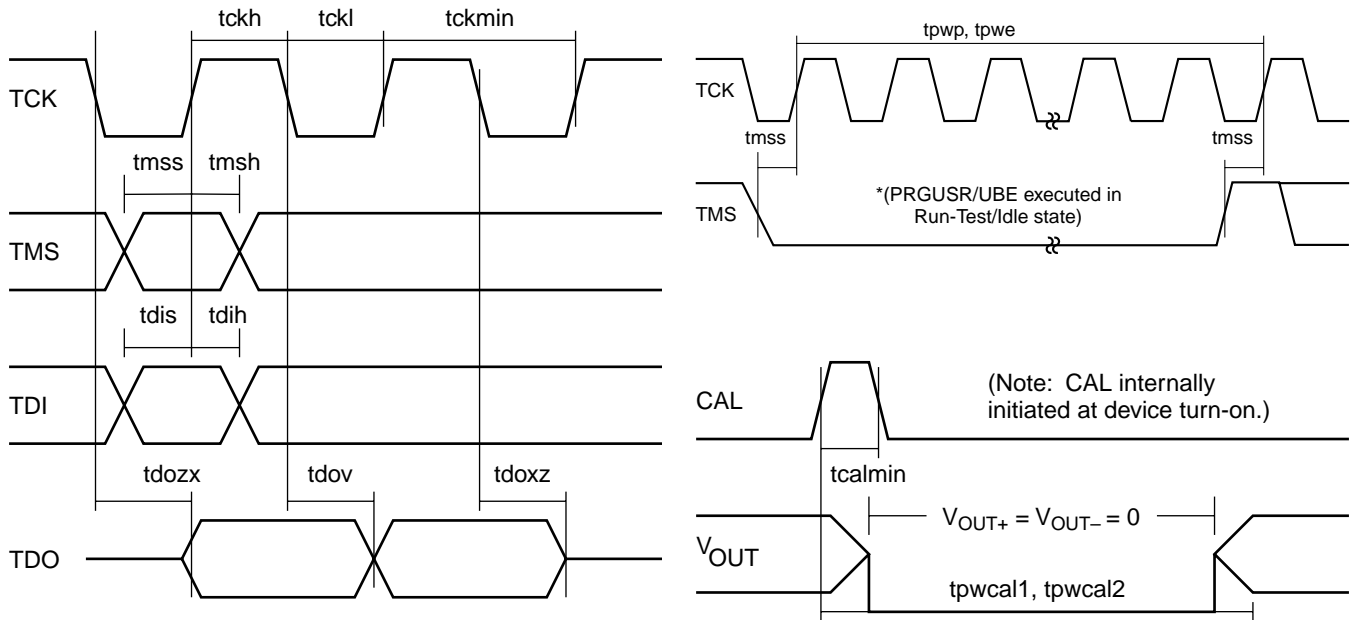 tckh tckl tckmin
TCK
tmss tmsh
TMS
tdis tdih
TDI
tdozx tdov tdoxz
TDO
tpwp, tpwe
TCK
tmss tmss
TMS
*(PRGUSR/UBE executed in
Run-Test/Idle state)
CAL
(Note: CAL internally
initiated at device turn-on.)
tcalmin
VOUT+ = VOUT– = 0
VOUT
tpwcal1, tpwcal2